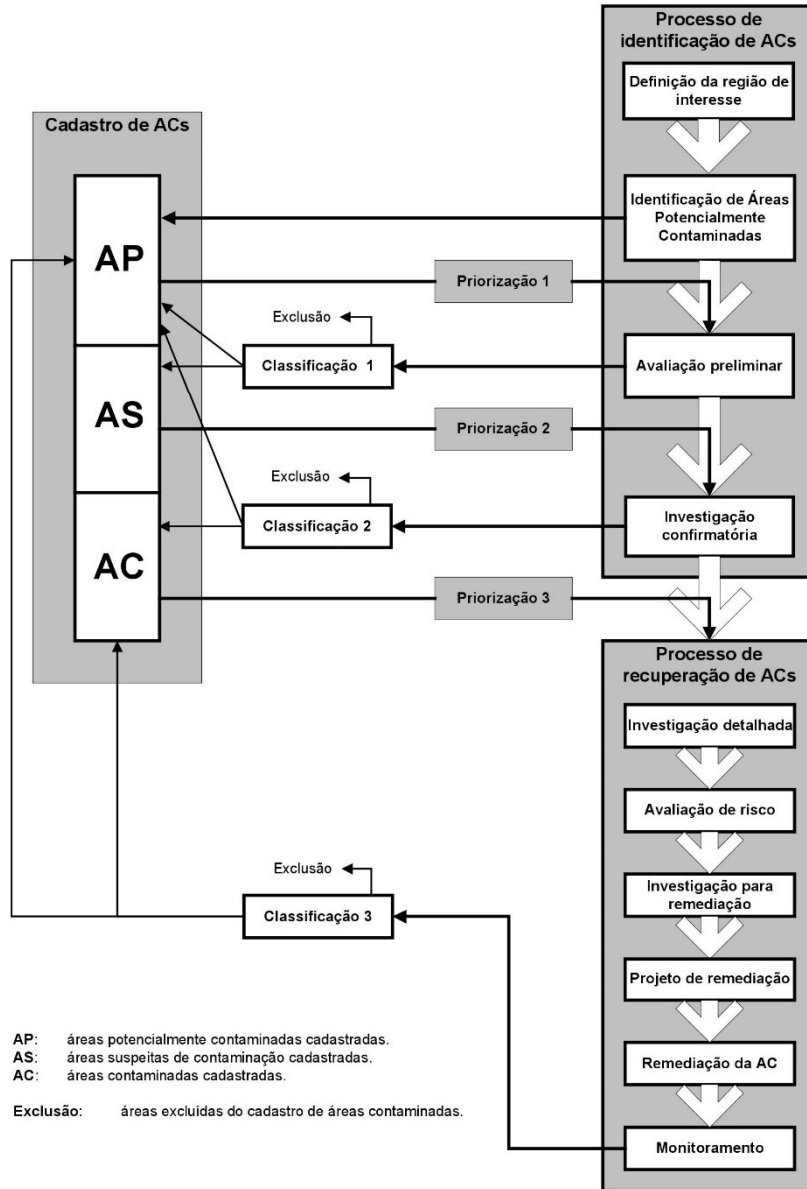 Processo de
identificação de ACs
Definição da região de
interesse
Cadastro de ACs
Identificação de Áreas
Potencialmente
Contaminadas
AP
Priorização 1
Exclusão
Classificação 1
Avaliação preliminar
AS
Priorização 2
Exclusão
Classificação 2
Investigação
confirmatória
AC
Priorização 3
Processo de
recuperação de ACs
Investigação detalhada
Avaliação de risco
Exclusão
Classificação 3
Investigação para
remediação
Projeto de remediação
Remediação da AC
Monitoramento
AP: áreas potencialmente contaminadas cadastradas.
AS: áreas suspeitas de contaminação cadastradas.
AC: áreas contaminadas cadastradas.
Exclusão: áreas excluídas do cadastro de áreas contaminadas.